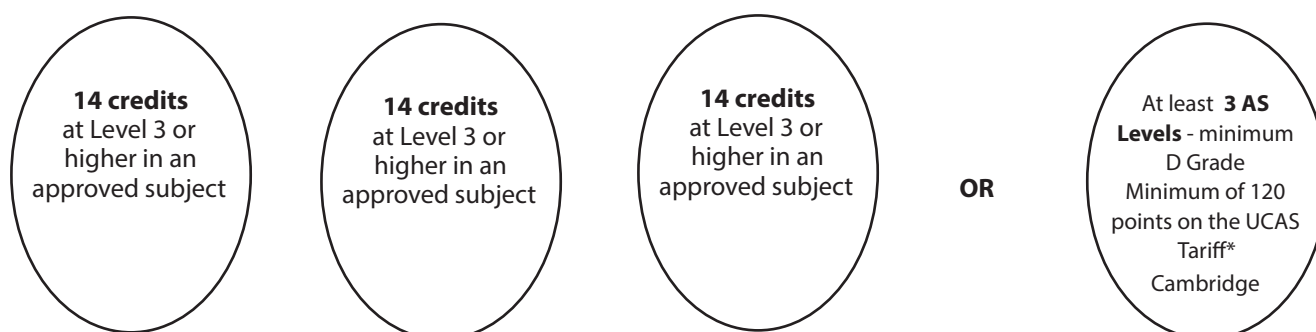 14 credits
at Level 3 or
higher in an
approved subject
14 credits
at Level 3 or
higher in an
approved subject
14 credits
at Level 3 or
higher in an
approved subject
OR
At least 3 AS
Levels - minimum
D Grade
Minimum of 120
points on the UCAS
Tariff*
Cambridge